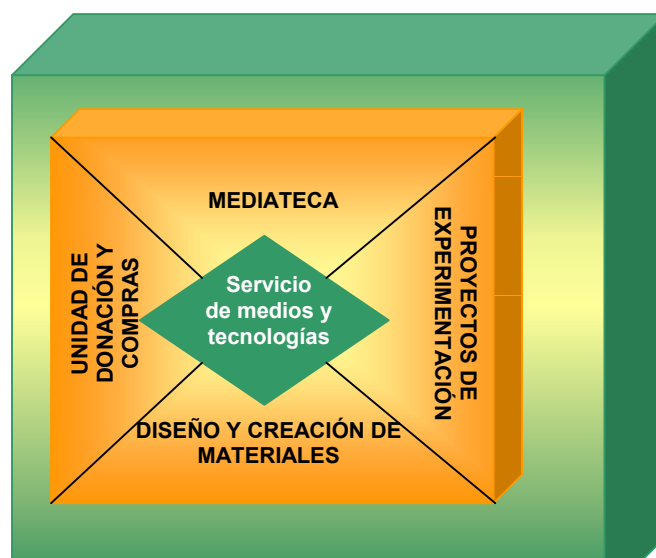 MEDIATECA
UNIDAD DE
DONACIÓN Y
COMPRAS
Servicio
de medios y
tecnologías
PROYECTOS DE
EXPERIMENTACIÓN
DISEÑO Y CREACIÓN DE
MATERIALES